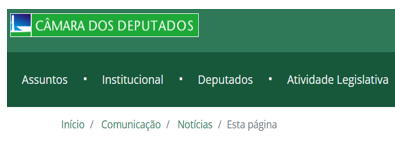 CÂMARA DOS DEPUTADOS
Assuntos • Institucional • Deputados • Atividade Legislativa
Início / Comunicação / Notícias / Esta página